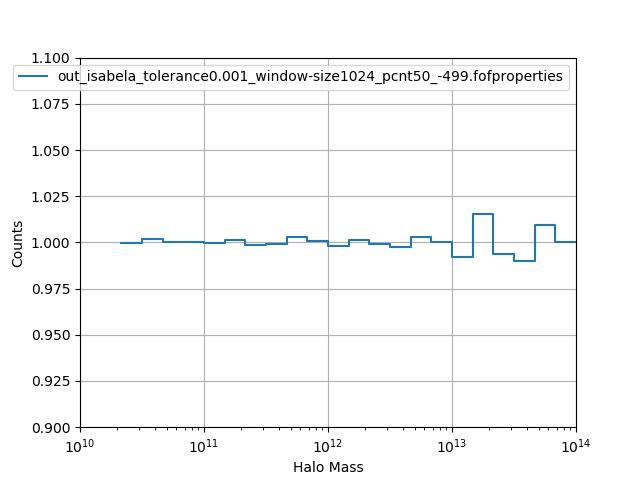 1.100
out_isabela_tolerance0.001_window-size1024_pcnt50_-499.fofproperties
1.075
1.050
1.025
1.000
0.975
0.950
0.925
0.900
Counts
10^10 10^11 10^12 10^13 10^14
Halo Mass